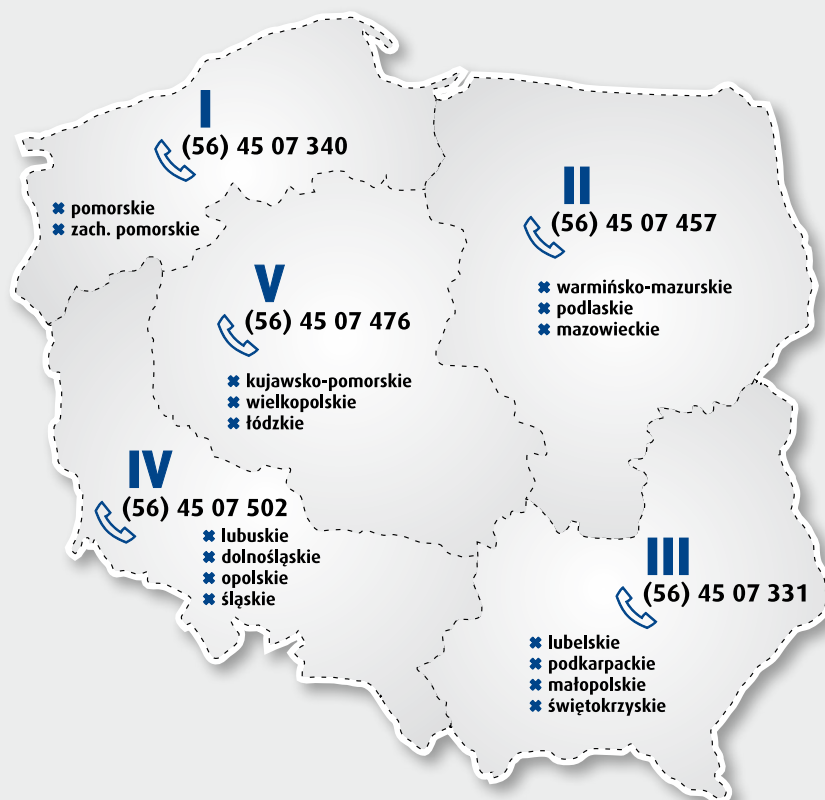 I
(56) 45 07 340
pomorskie
zach. pomorskie
II
(56) 45 07 457
warmińsko-mazurskie
podlaskie
mazowieckie
V
(56) 45 07 476
kujawsko-pomorskie
wielkopolskie
łódzkie
IV
(56) 45 07 502
lubuskie
dolnośląskie
opolskie
śląskie
III
(56) 45 07 331
lubelskie
podkarpackie
małopolskie
świętokrzyskie